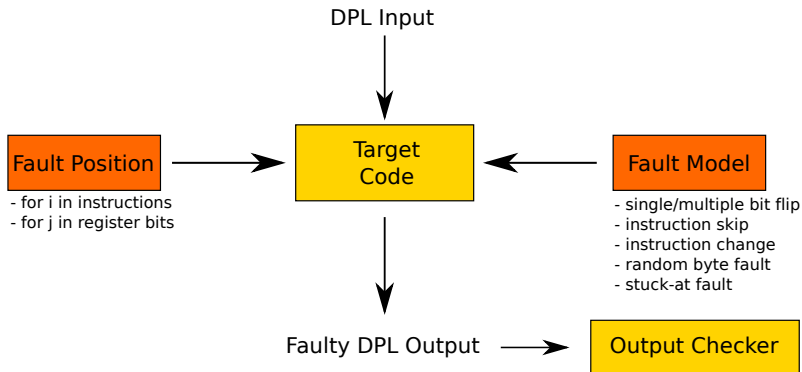 DPL Input
Fault Position
- for i in instructions
- for j in register bits
Target
Code
Fault Model
- single/multiple bit flip
- instruction skip
- instruction change
- random byte fault
- stuck-at fault
Faulty DPL Output
Output Checker